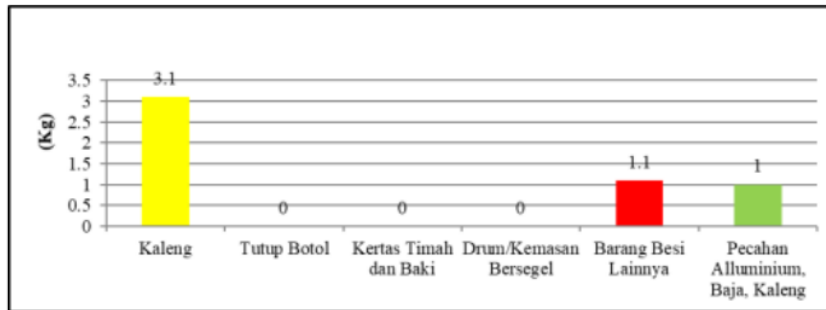 3.5
3
2.5
2
1.5
1
0.5
0
(Kg)
3.1
0
0
0
1.1
1
Kaleng
Tutup Botol
Kertas Timah
dan Baki
Drum/Kemasan
Bersegel
Barang Besi
Lainnya
Pecahan
Alluminium,
Baja, Kaleng